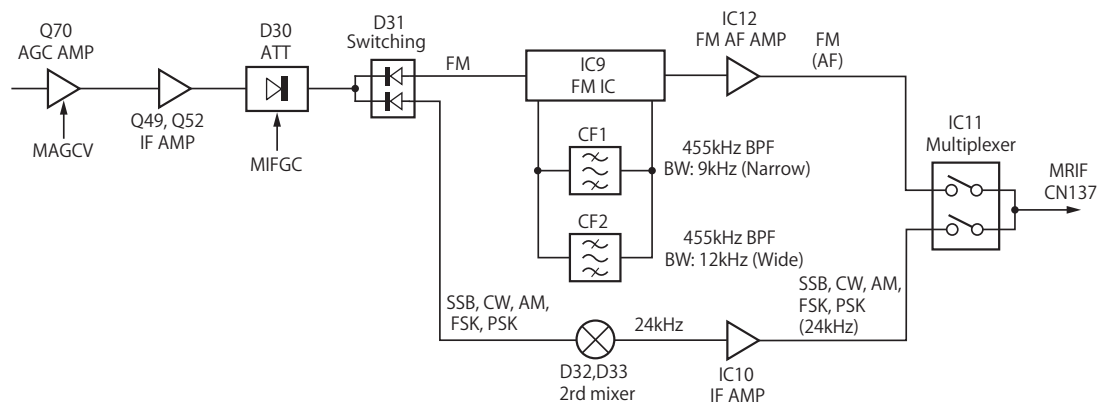 Q70
AGC AMP
MAGCV
Q49, Q52
IF AMP
D30
ATT
MIFGC
D31
Switching
FM
IC9
FM IC
IC12
FM AF AMP
FM
(AF)
CF1
455kHz BPF
BW: 9kHz (Narrow)
CF2
455kHz BPF
BW: 12kHz (Wide)
IC11
Multiplexer
MRIF
CN137
SSB, CW, AM,
FSK, PSK
D32,D33
2rd mixer
24kHz
IC10
IF AMP
SSB, CW, AM,
FSK, PSK
(24kHz)